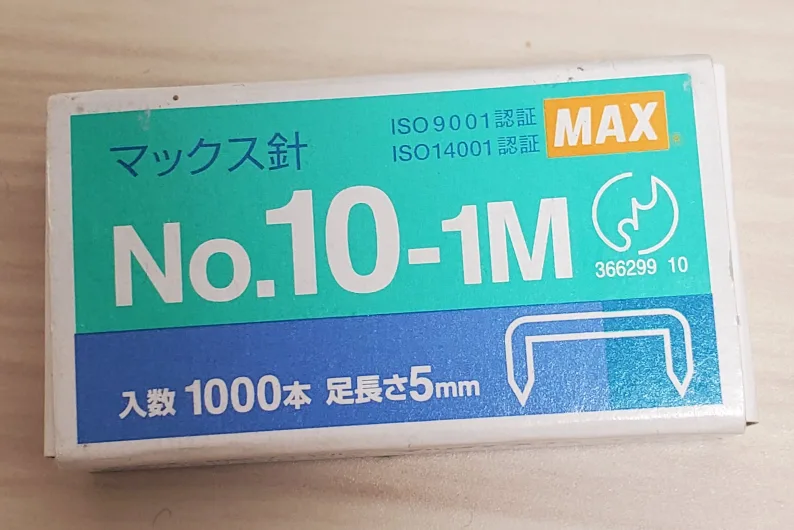 マックス針
ISO9001認証
ISO14001認証
MAX
No.10-1M
366299 10
入数 1000本 足長さ5mm